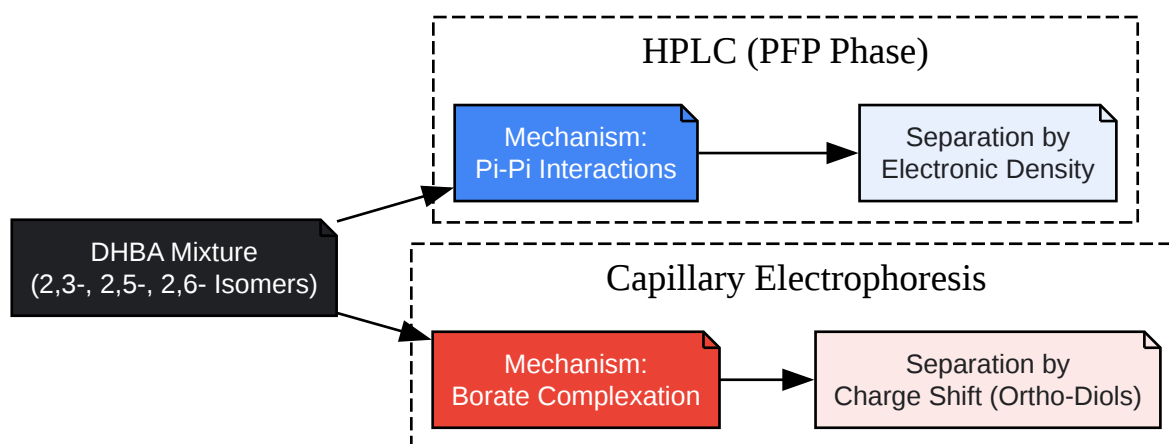 HPLC (PFP Phase)
Mechanism:
Pi-Pi Interactions
Separation by
Electronic Density
DHBA Mixture
(2,3-, 2,5-, 2,6- Isomers)
Capillary Electrophoresis
Mechanism:
Borate Complexation
Separation by
Charge Shift (Ortho-Diols)